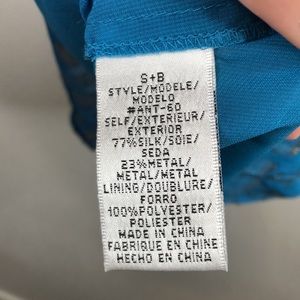 S+B
STYLE/MODELE/
MODELO
#ANT-60
SELF/EXTERIEUR/
EXTERIOR
77%SILK/SOIE/
SEDA
23%METAL/
METAL/METAL
LINING/DOUBLURE/
FORRO
100%POLYESTER/
POLIESTER
MADE IN CHINA
FABRIQUE EN CHINE
HECHO EN CHINA